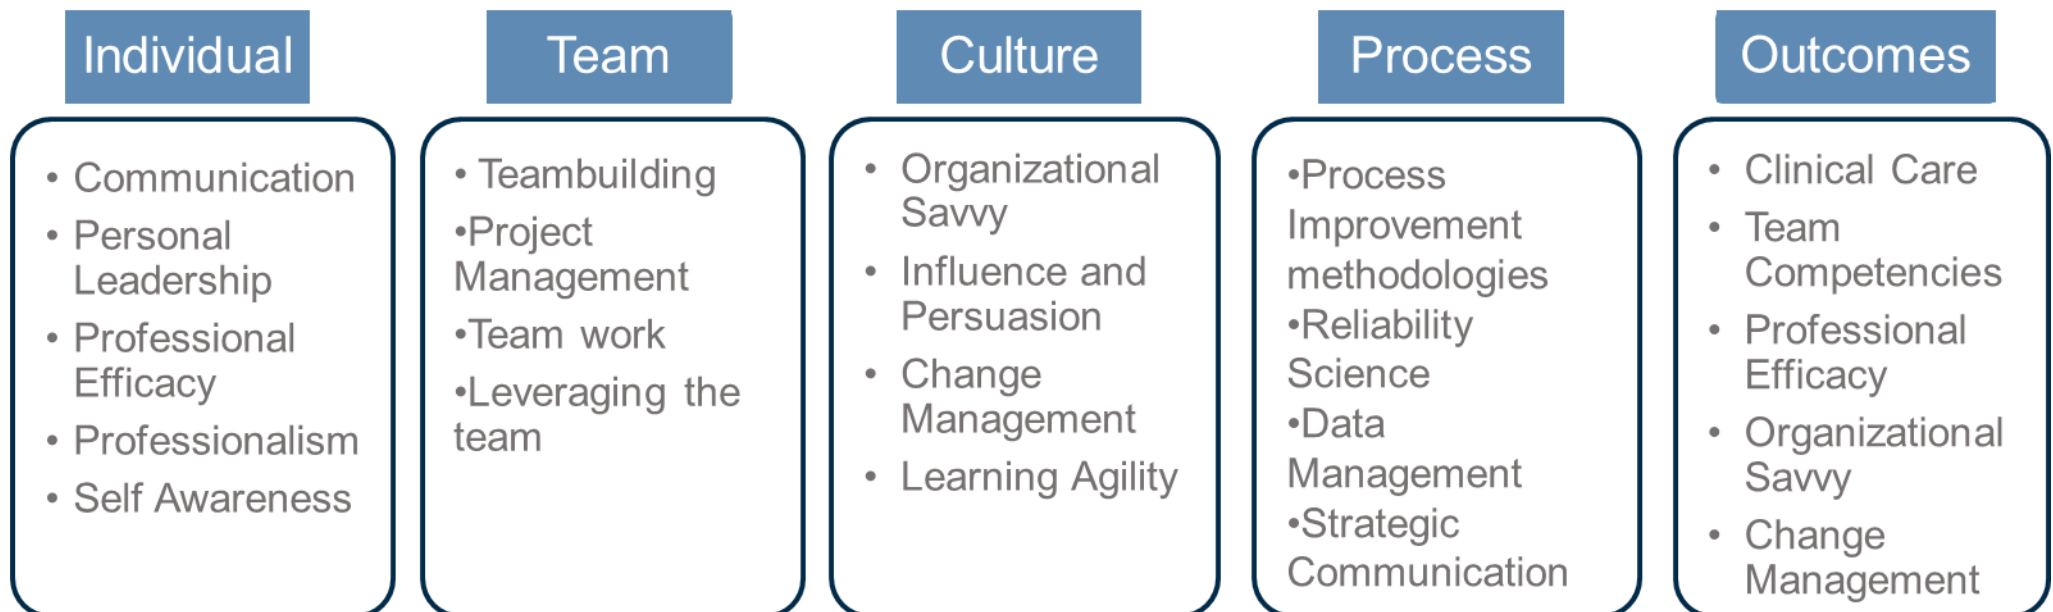 Individual
• Communication
• Personal
Leadership
• Professional
Efficacy
• Professionalism
• Self Awareness
Team
• Teambuilding
•Project
Management
•Team work
•Leveraging the
team
Culture
• Organizational
Savvy
• Influence and
Persuasion
• Change
Management
• Learning Agility
Process
•Process
Improvement
methodologies
•Reliability
Science
•Data
Management
•Strategic
Communication
Outcomes
• Clinical Care
• Team
Competencies
• Professional
Efficacy
• Organizational
Savvy
• Change
Management